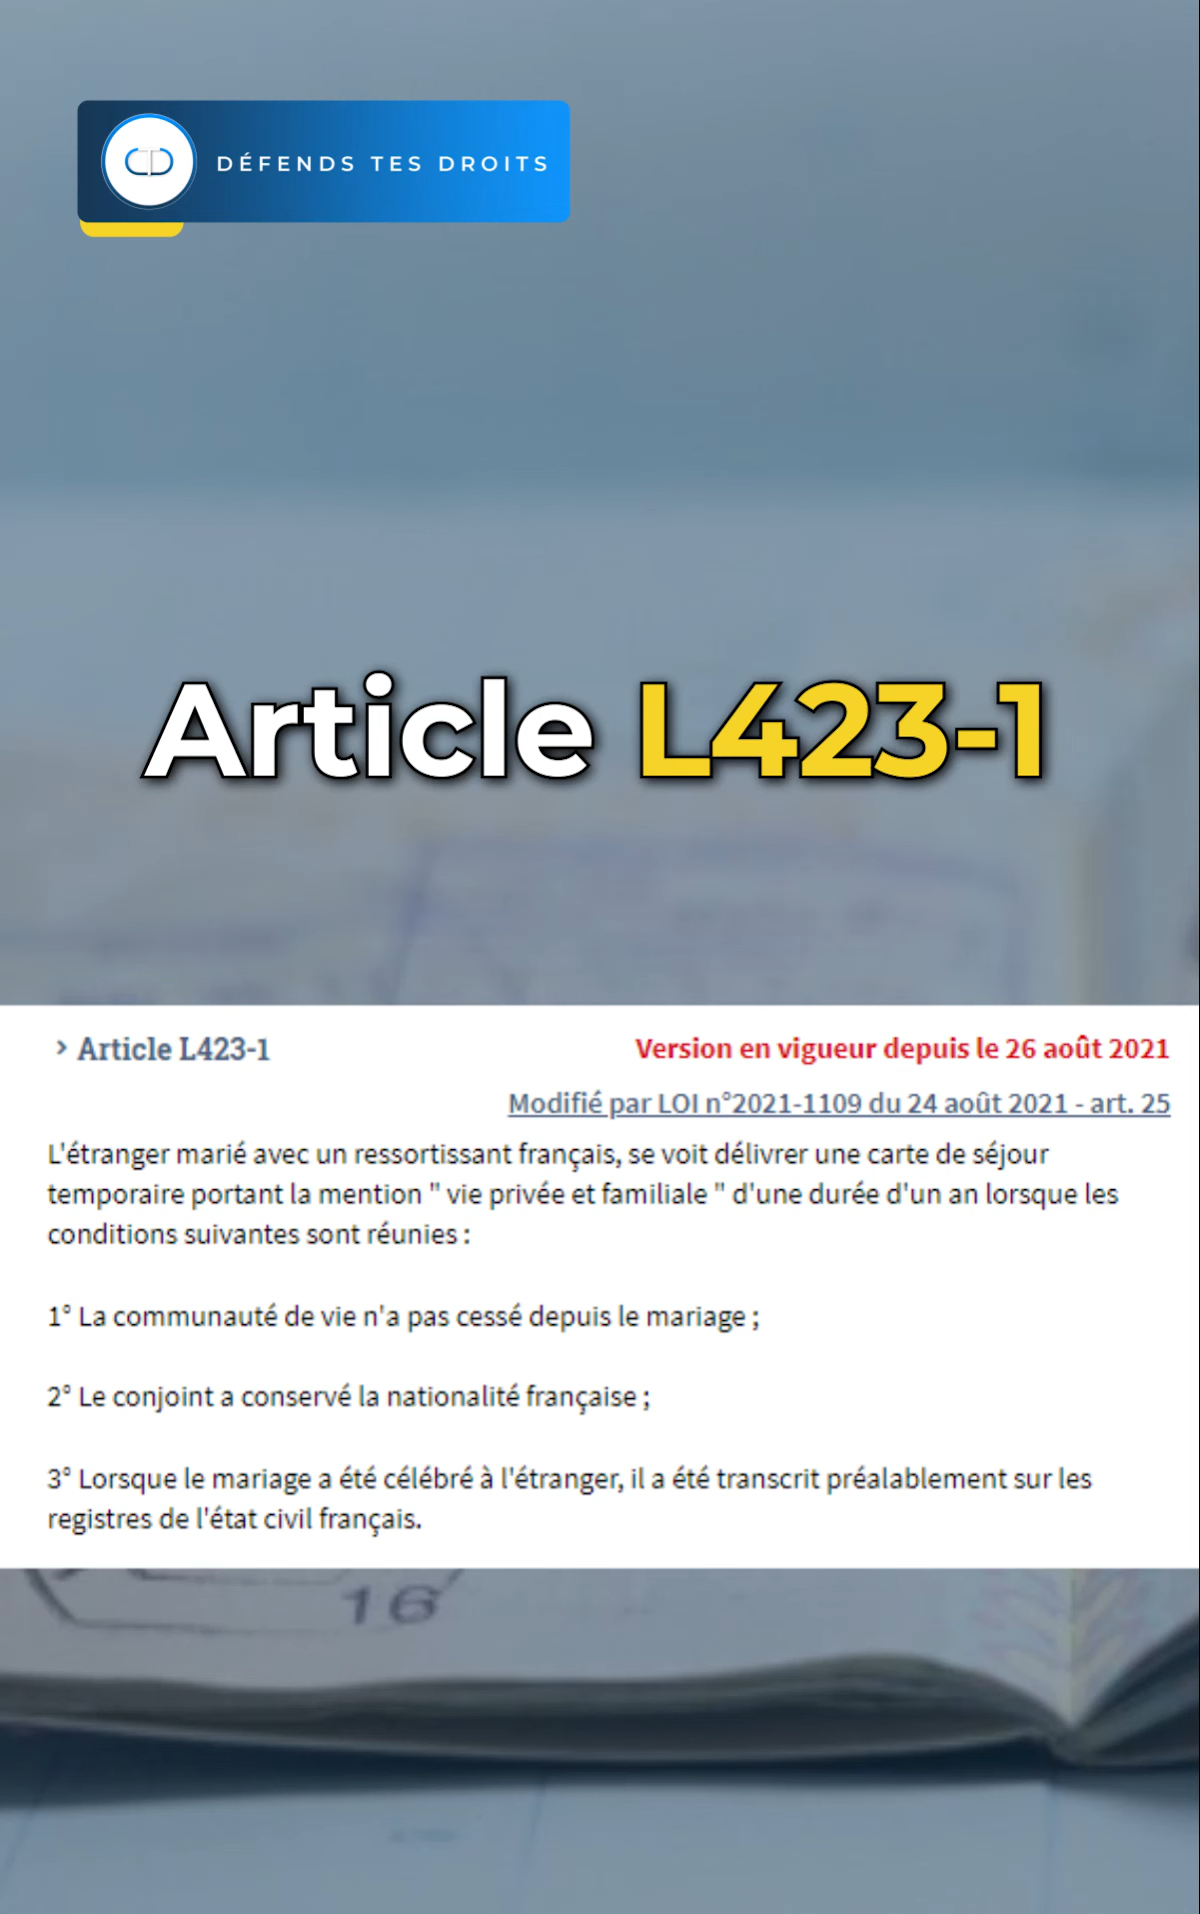 DÉFENDS TES DROITS
Article L423-1
Article L423-1
Version en vigueur depuis le 26 août 2021
Modifié par LOI n°2021-1109 du 24 août 2021 - art. 25
L'étranger marié avec un ressortissant français, se voit délivrer une carte de séjour
temporaire portant la mention " vie privée et familiale " d'une durée d'un an lorsque les
conditions suivantes sont réunies :
1° La communauté de vie n'a pas cessé depuis le mariage ;
2° Le conjoint a conservé la nationalité française ;
3° Lorsque le mariage a été célébré à l'étranger, il a été transcrit préalablement sur les
registres de l'état civil français.
16